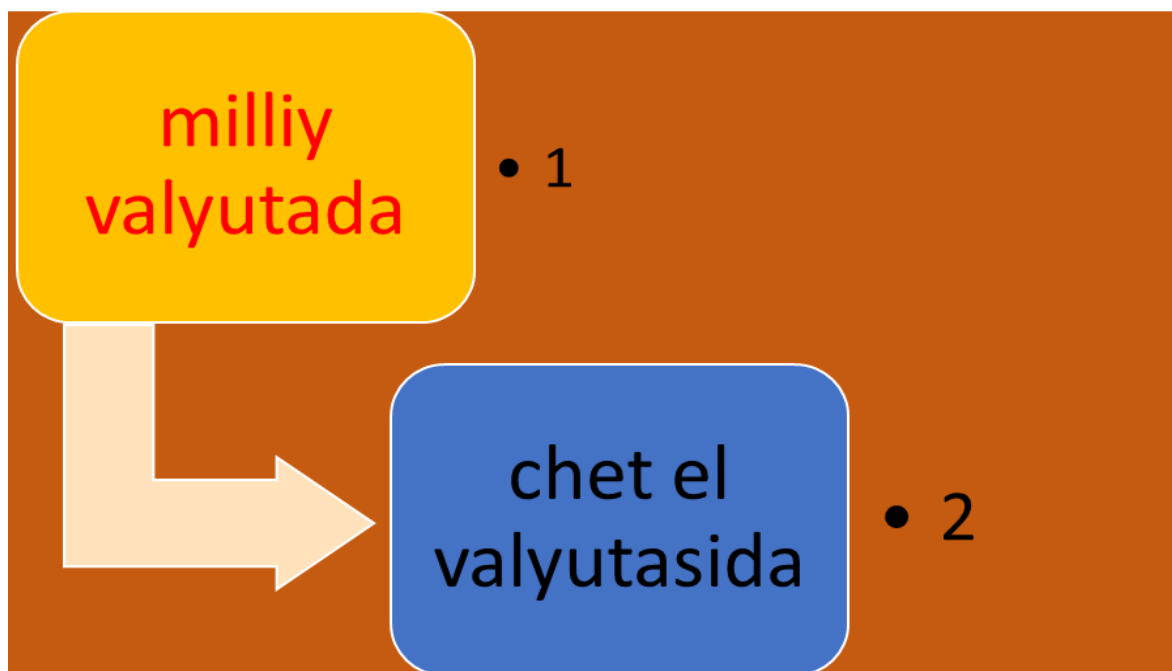 milliy
valyutada
• 1
chet el
valyutasida
• 2